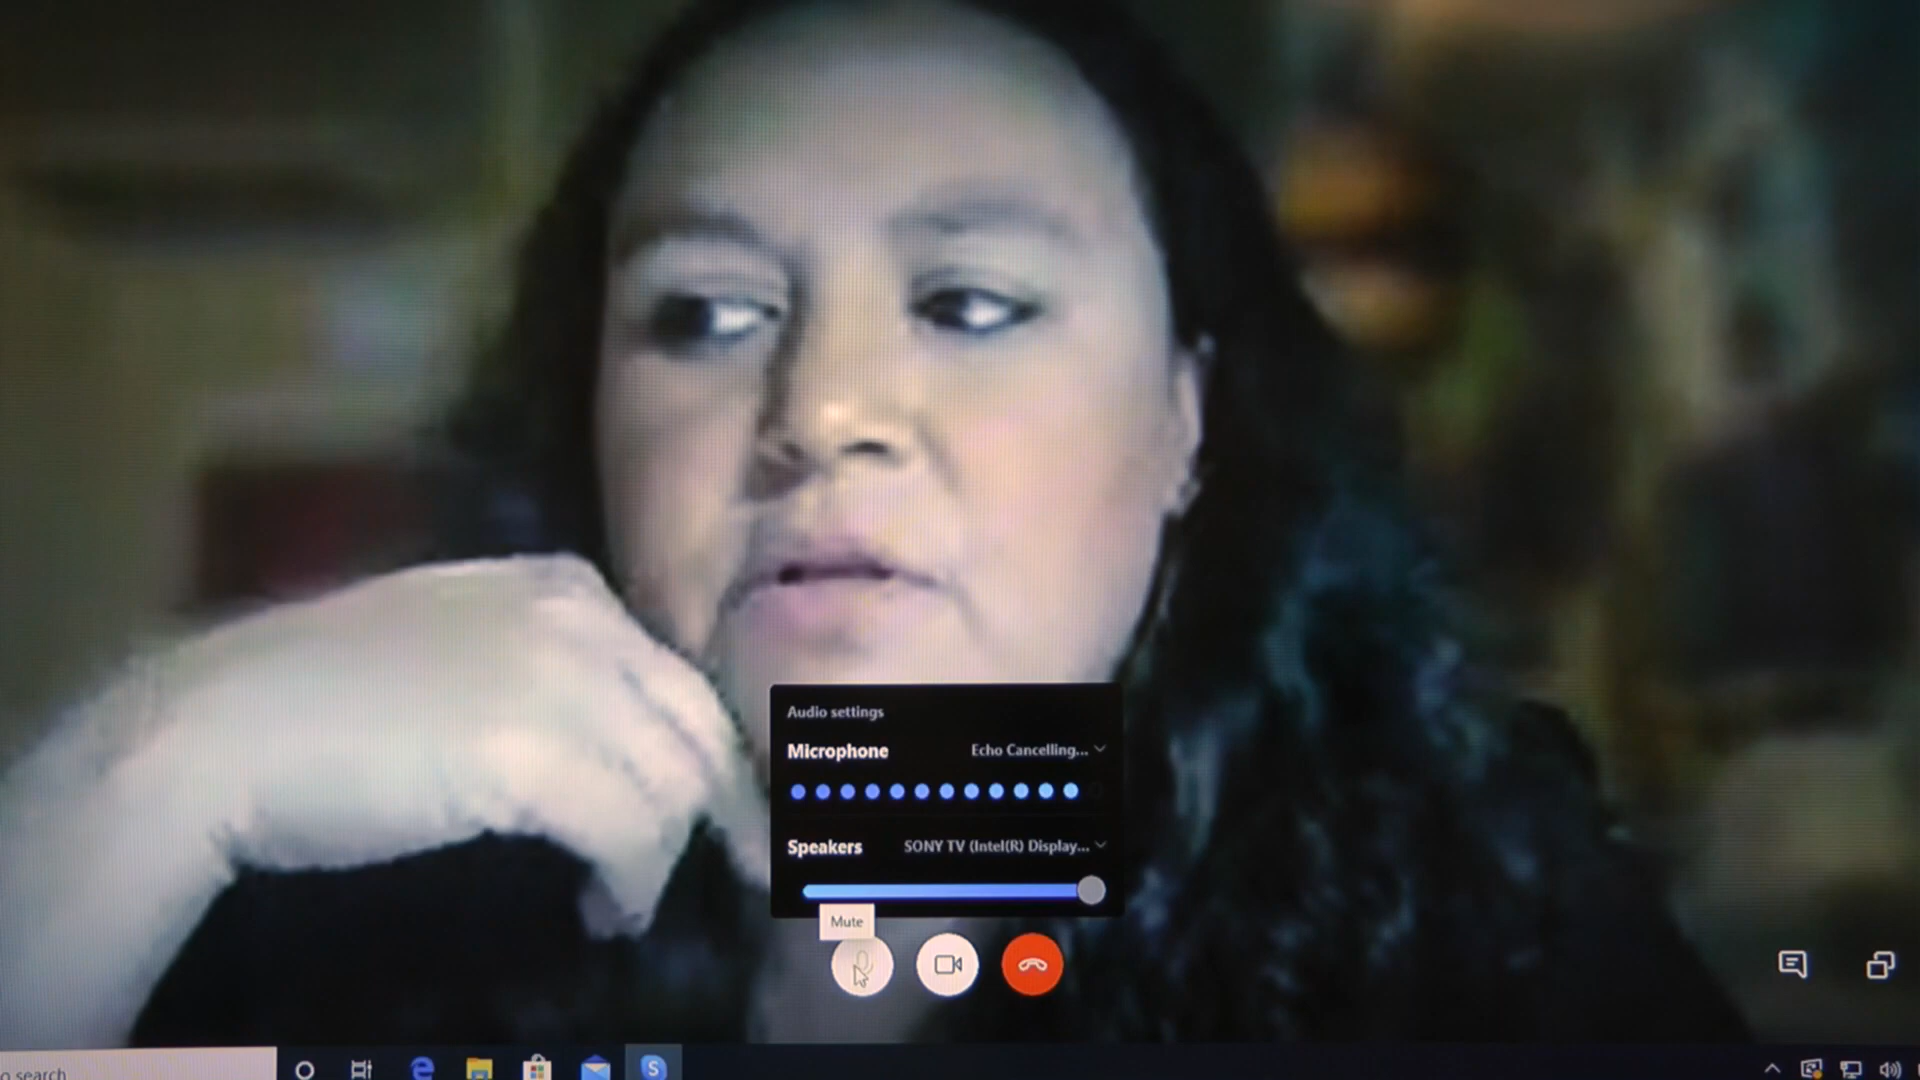 Audio settings
Microphone Echo Cancelling...
Speakers SONY TV (Intel(R) Display...
Mute
o search